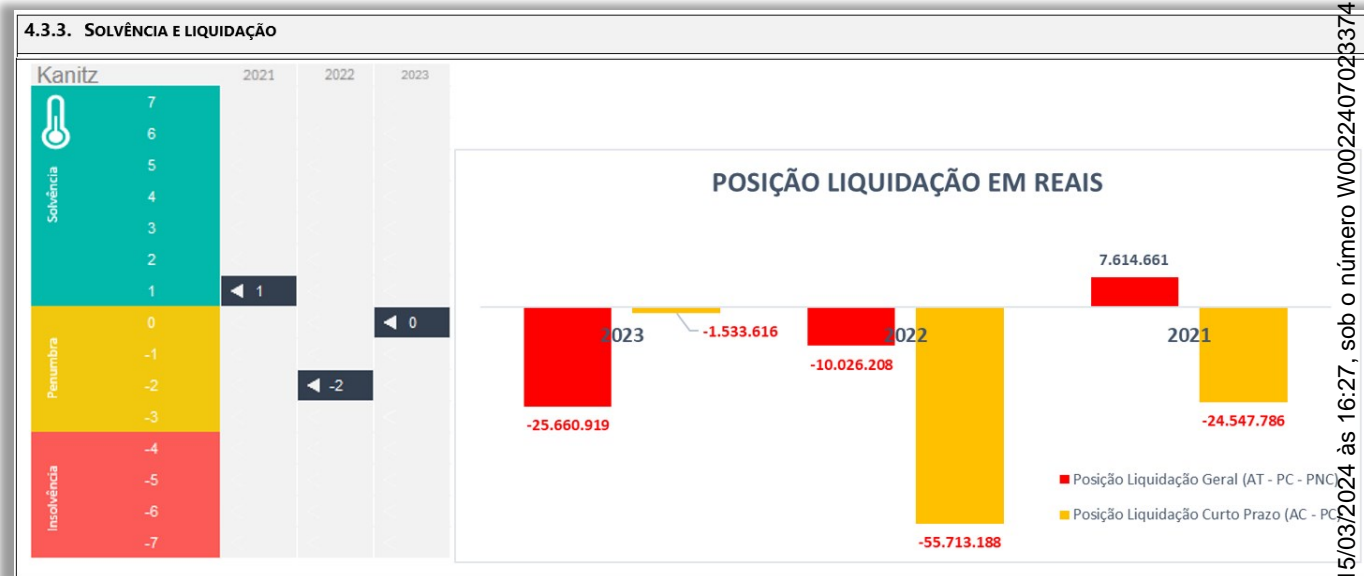 4.3.3. SOLVÊNCIA E LIQUIDAÇÃO
Kanitz 2021 2022 2023
Solvência
7
6
5
4
3
2
1 ◀ 1
Penumbra
0 ◀ 0
-1
-2 ◀ -2
-3
Insolvência
-4
-5
-6
-7
POSIÇÃO LIQUIDAÇÃO EM REAIS
7.614.661
2023 -1.533.616 2022 2021
-10.026.208
-25.660.919 -24.547.786
-55.713.188
Posição Liquidação Geral (AT - PC - PNC)
Posição Liquidação Curto Prazo (AC - PC
15/03/2024 às 16:27, sob o número W002240702337​4